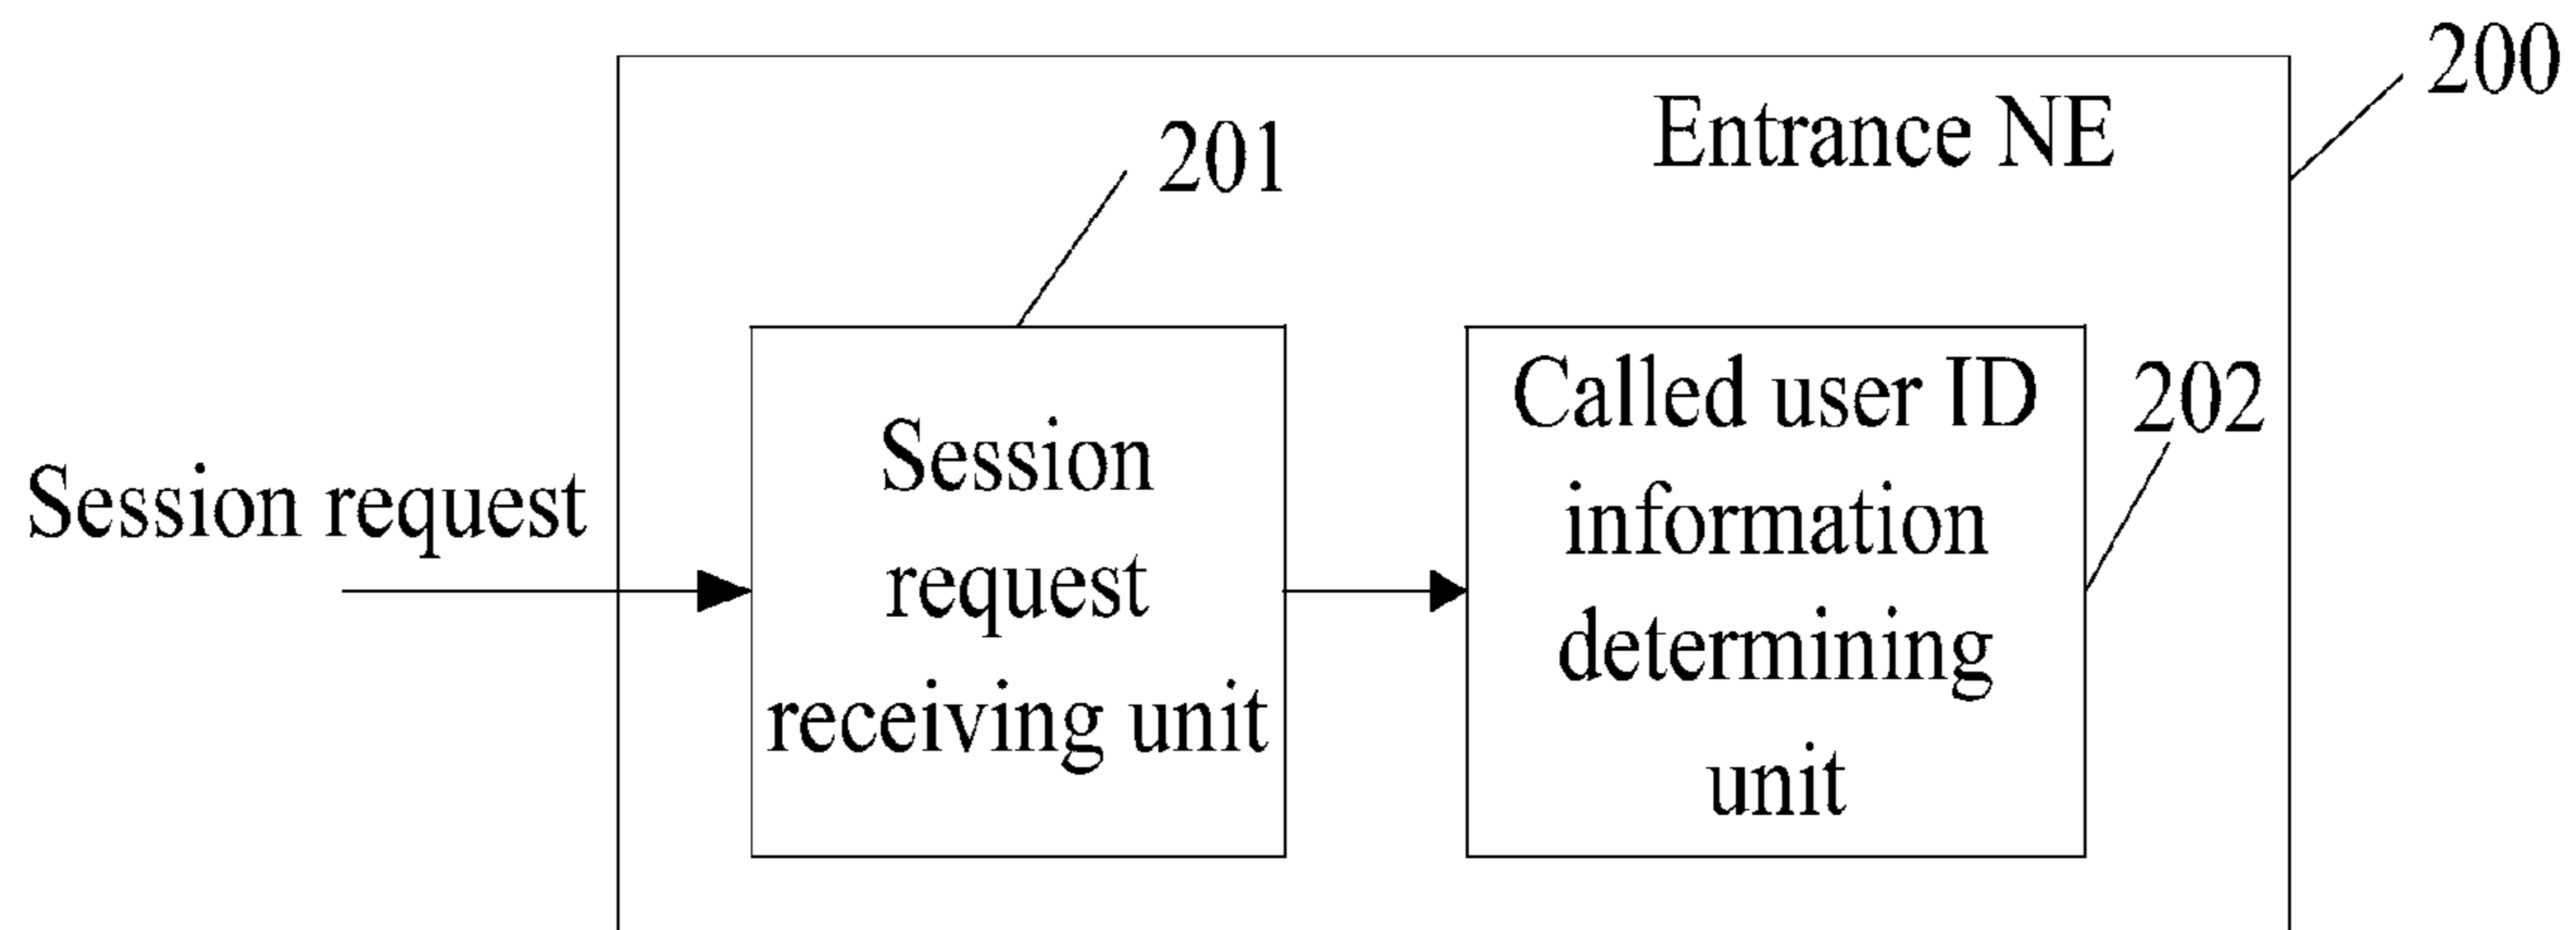 200
Entrance NE
201
Session request
Session
request
receiving unit
Called user ID
information
determining
unit
202